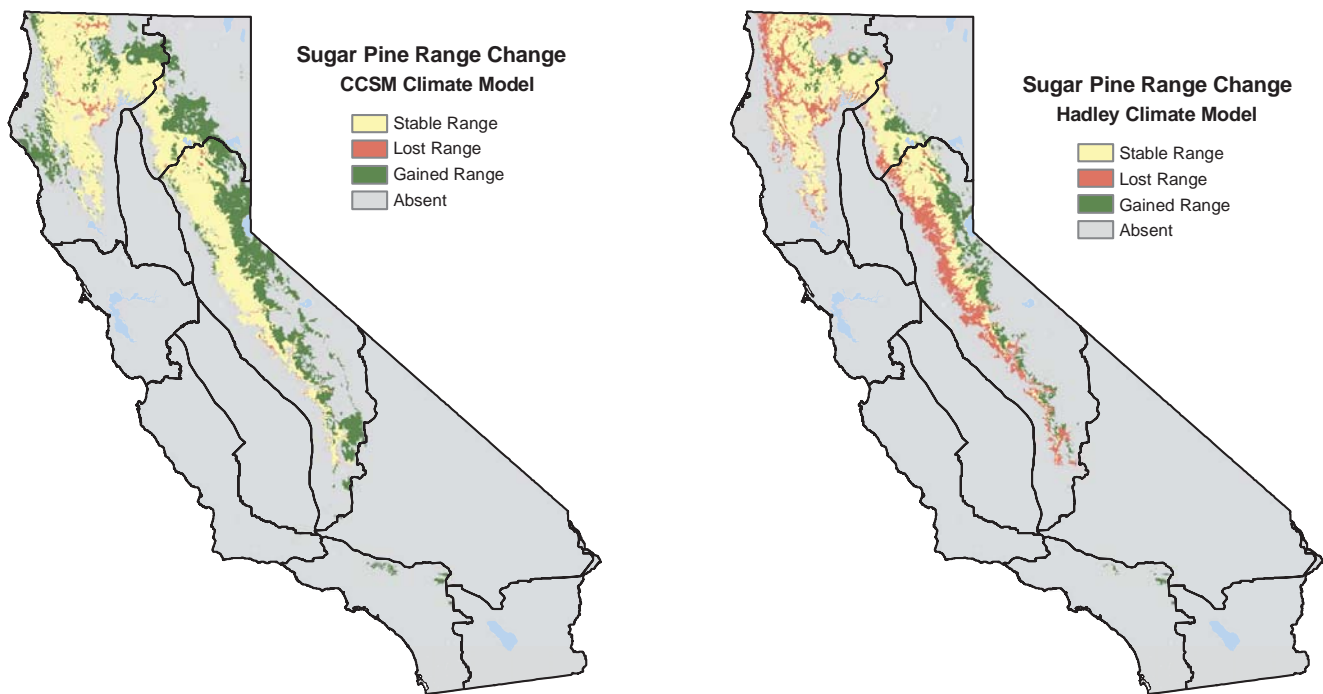 Sugar Pine Range Change
CCSM Climate Model
Stable Range
Lost Range
Gained Range
Absent
Sugar Pine Range Change
Hadley Climate Model
Stable Range
Lost Range
Gained Range
Absent